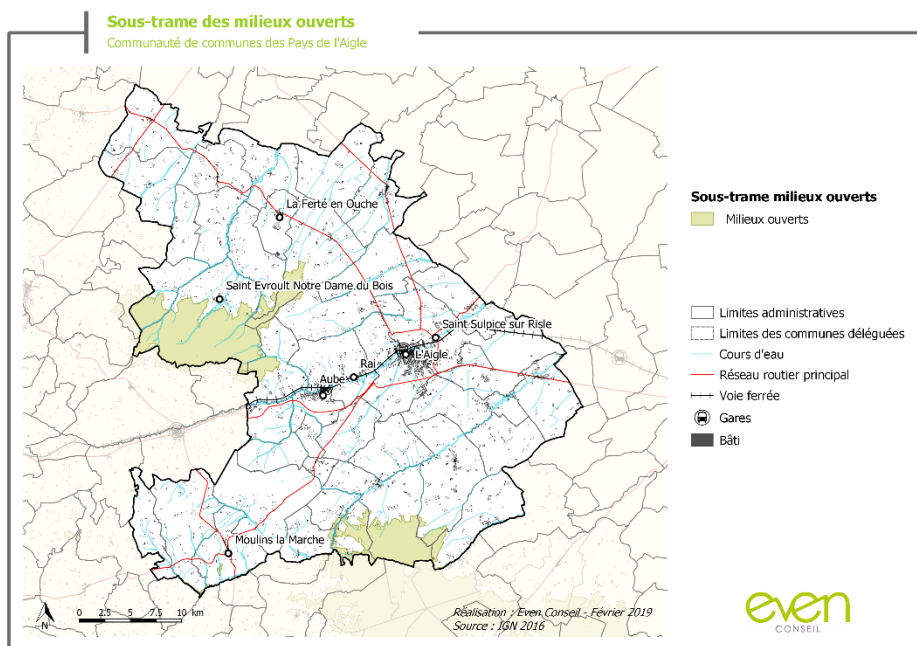 Sous-trame des milieux ouverts
Communauté de communes des Pays de l'Aigle
La Ferté en Ouche
Saint Evroult Notre Dame du Bois
Saint Sulpice sur Risle
L'Aigle
Rai
Aube
Moulins la Marche
N
0 2.5 5 7.5 10 km
Réalisation : Even Conseil - Février 2019
Source : IGN 2016
Sous-trame milieux ouverts
Milieux ouverts
Limites administratives
Limites des communes déléguées
Cours d'eau
Réseau routier principal
Voie ferrée
Gares
Bâti
even
CONSEIL